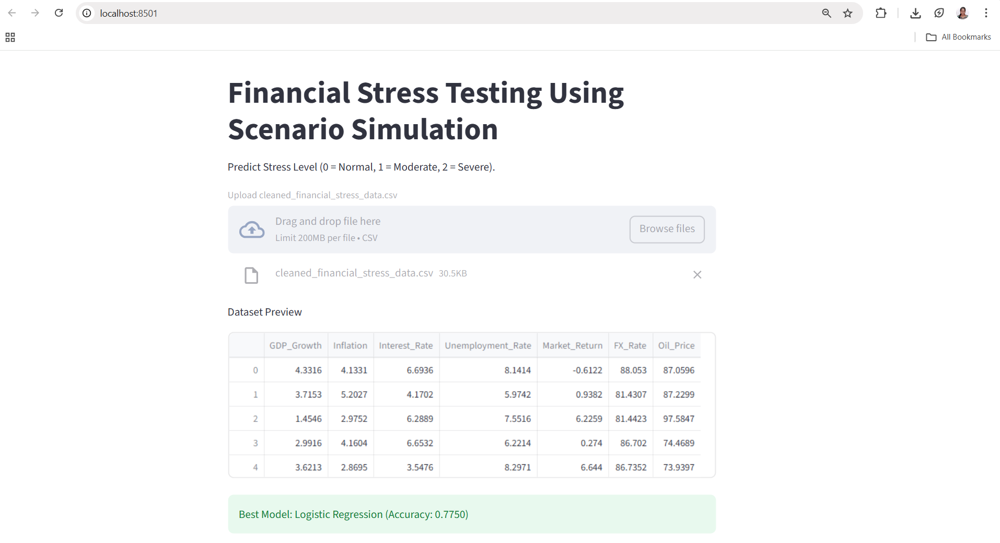 localhost:8501
All Bookmarks
Financial Stress Testing Using
Scenario Simulation
Predict Stress Level (0 = Normal, 1 = Moderate, 2 = Severe).
Upload cleaned_financial_stress_data.csv
Drag and drop file here
Limit 200MB per file • CSV
Browse files
cleaned_financial_stress_data.csv 30.5KB
Dataset Preview
GDP_Growth Inflation Interest_Rate Unemployment_Rate Market_Return FX_Rate Oil_Price
0 4.3316 4.1331 6.6936 8.1414 -0.6122 88.053 87.0596
1 3.7153 5.2027 4.1702 5.9742 0.9382 81.4307 87.2299
2 1.4546 2.9752 6.2889 7.5516 6.2259 81.4423 97.5847
3 2.9916 4.1604 6.6532 6.2214 0.274 86.702 74.4689
4 3.6213 2.8695 3.5476 8.2971 6.644 86.7352 73.9397
Best Model: Logistic Regression (Accuracy: 0.7750)